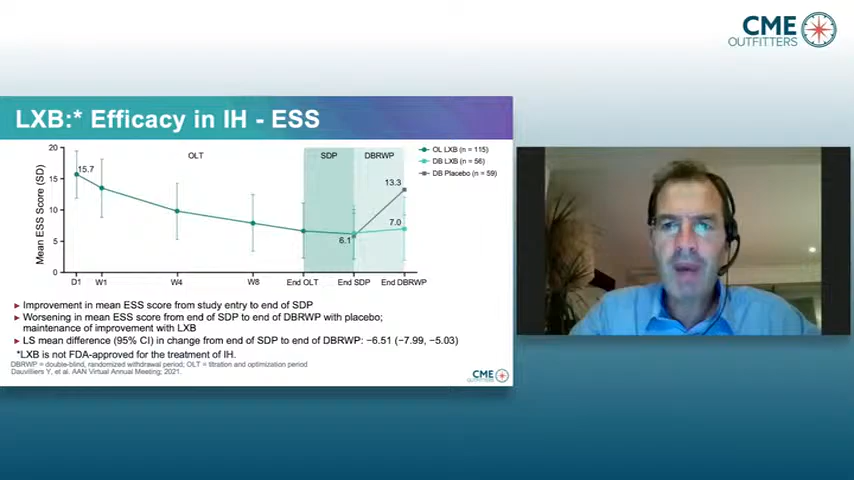 CME
OUTFITTERS
LXB:* Efficacy in IH - ESS
20
15
10
5
0
Mean ESS Score (SD)
15.7
OLT
SDP
DBRWP
6.1
13.3
7.0
D1 W1 W4 W8 End OLT End SDP End DBRWP
OL LXB (n = 115)
DB LXB (n = 56)
DB Placebo (n = 59)
Improvement in mean ESS score from study entry to end of SDP
Worsening in mean ESS score from end of SDP to end of DBRWP with placebo;
maintenance of improvement with LXB
LS mean difference (95% CI) in change from end of SDP to end of DBRWP: −6.51 (−7.99, −5.03)
*LXB is not FDA-approved for the treatment of IH.
DBRWP = double-blind, randomized withdrawal period; OLT = titration and optimization period
Dauvilliers Y, et al. AAN Virtual Annual Meeting; 2021.
CME
OUTFITTERS